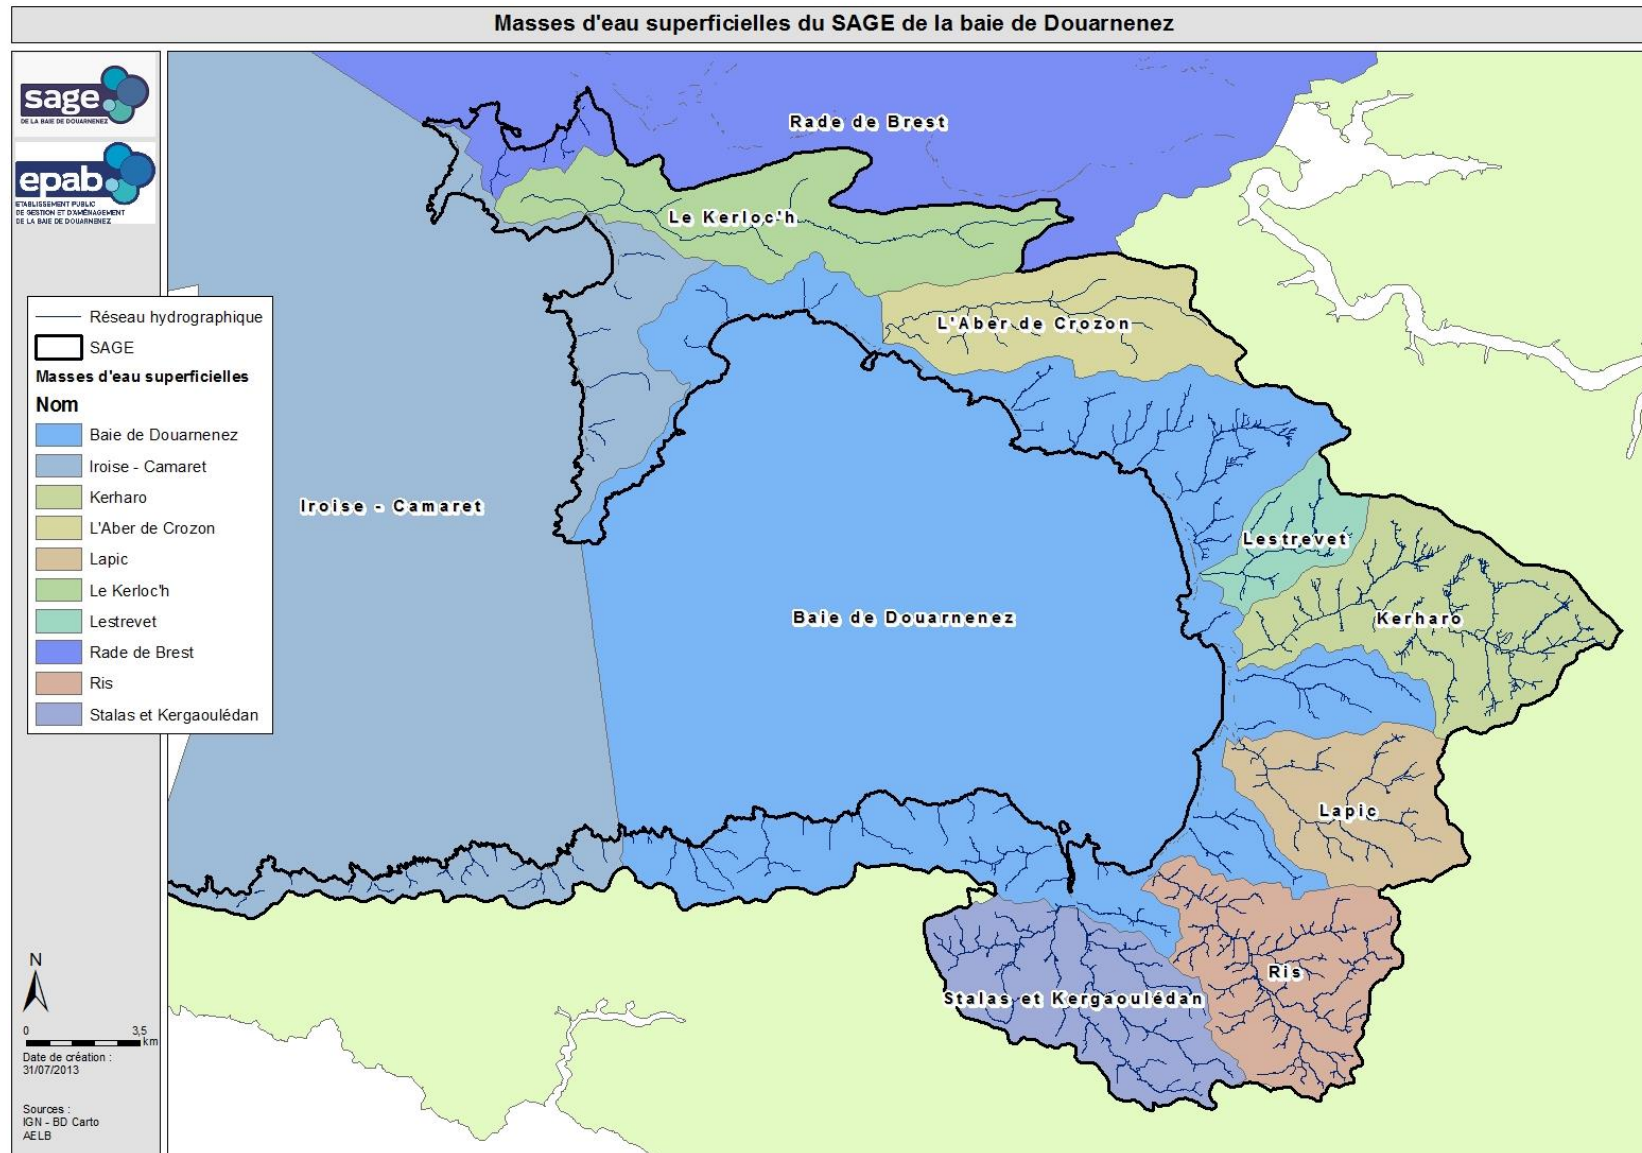 Masses d'eau superficielles du SAGE de la baie de Douarnenez
sage
DE LA BAIE DE DOUARNENEZ
epab
ETABLISSEMENT PUBLIC
DE GESTION ET D'AMÉNAGEMENT
DE LA BAIE DE DOUARNENEZ
Réseau hydrographique
SAGE
Masses d'eau superficielles
Nom
Baie de Douarnenez
Iroise - Camaret
Kerharo
L'Aber de Crozon
Lapic
Le Kerloc'h
Lestrevet
Rade de Brest
Ris
Stalas et Kergaoulédan
N
0 3,5
km
Date de création :
31/07/2013
Sources :
IGN - BD Carto
AELB
Rade de Brest
Le Kerloc'h
L'Aber de Crozon
Iroise - Camaret
Lestrevet
Baie de Douarnenez
Kerharo
Lapic
Ris
Stalas et Kergaoulédan